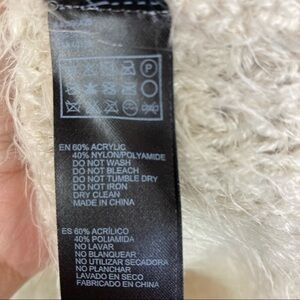 P
EN 60% ACRYLIC
40% NYLON/POLYAMIDE
DO NOT WASH
DO NOT BLEACH
DO NOT TUMBLE DRY
DO NOT IRON
DRY CLEAN
MADE IN CHINA
ES 60% ACRÍLICO
40% POLIAMIDA
NO LAVAR
NO BLANQUEAR
NO UTILIZAR SECADORA
NO PLANCHAR
LAVADO EN SECO
FABRICADO EN CHINA